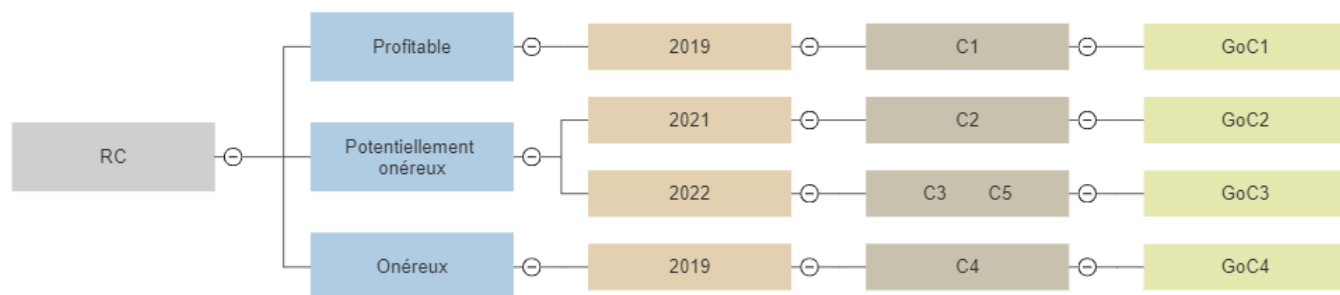 Profitable
2019
C1
GoC1
RC
Potentiellement
onéreux
2021
C2
GoC2
2022
C3 C5
GoC3
Onéreux
2019
C4
GoC4